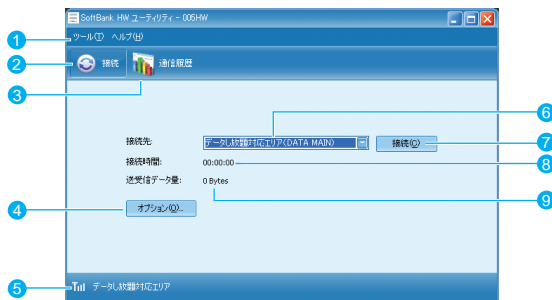 SoftBank HW ユーティリティ - 005HW
1 ツール(T) ヘルプ(H)
2 接続 通信履歴
3
6
接続先: データし放題対応エリア(DATA MAIN) 接続(C) 7
接続時間: 00:00:00 8
送受信データ量: 0 Bytes
9
4 オプション(O)...
5 データし放題対応エリア